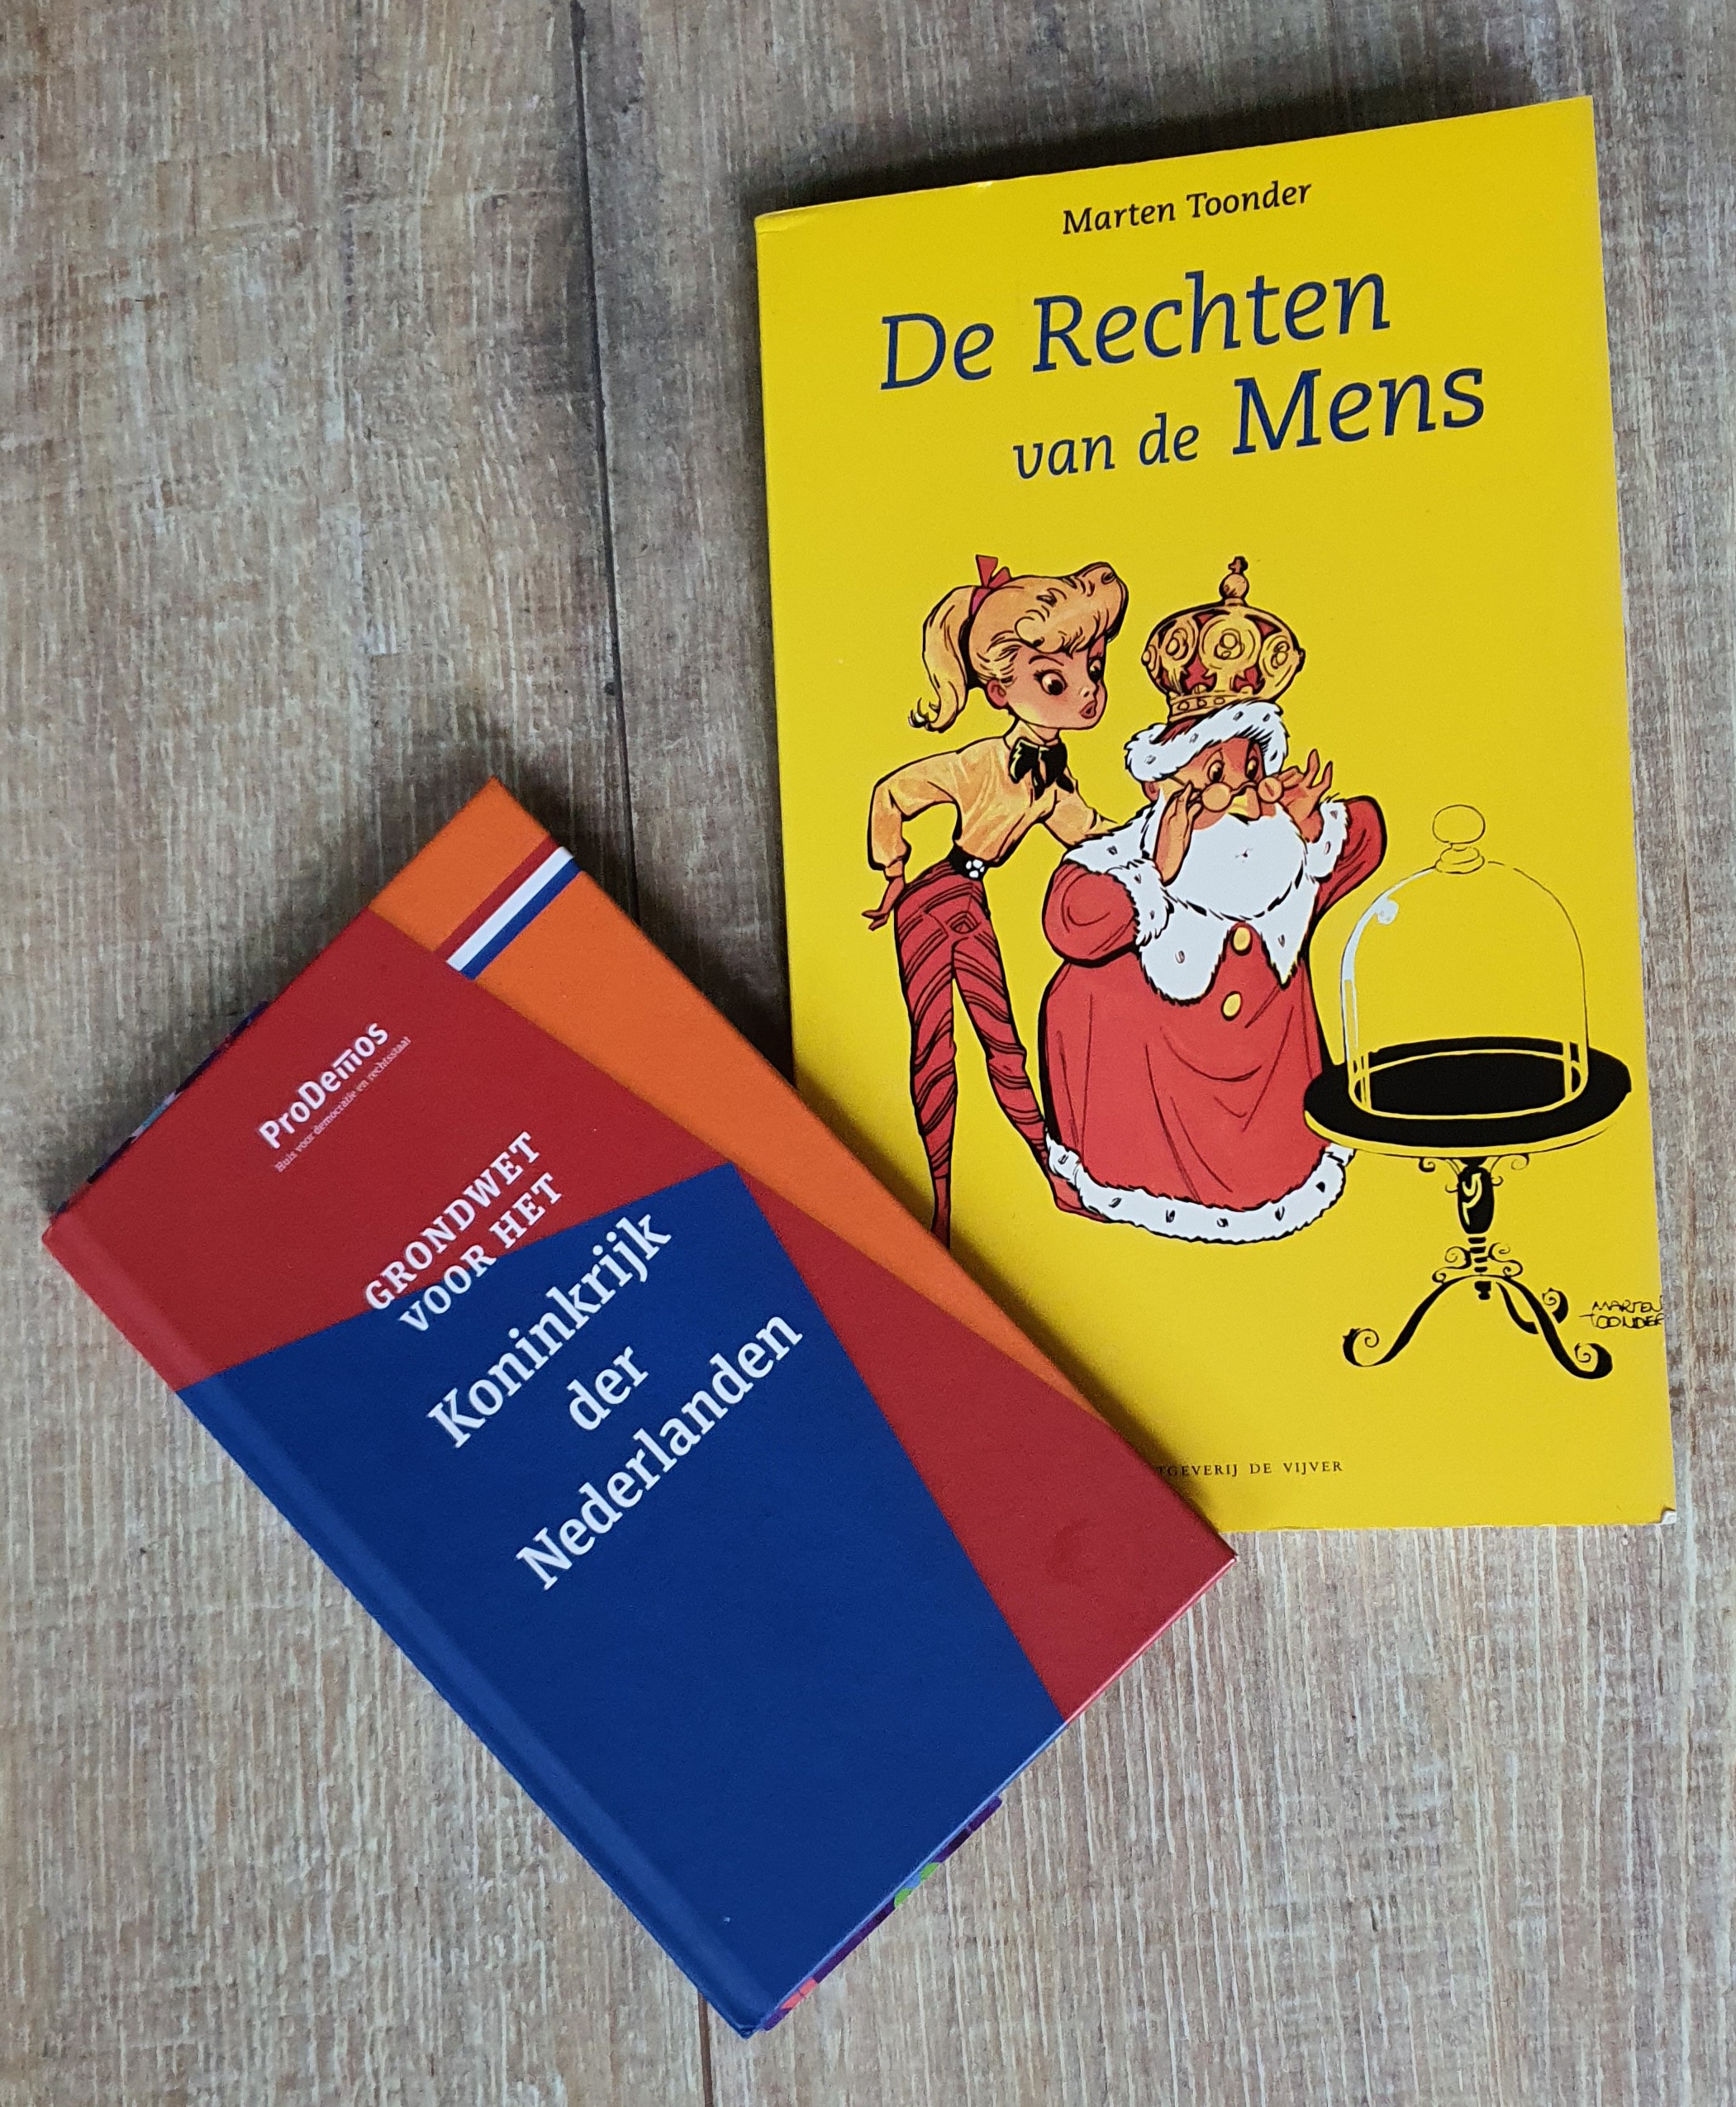 Marten Toonder
De Rechten
van de Mens
MARTEN
TOONDER
TGEVERIJ DE VIJVER
ProDemos
Huis voor democratie en rechtsstaat
GRONDWET
VOOR HET
Koninkrijk
der
Nederlanden